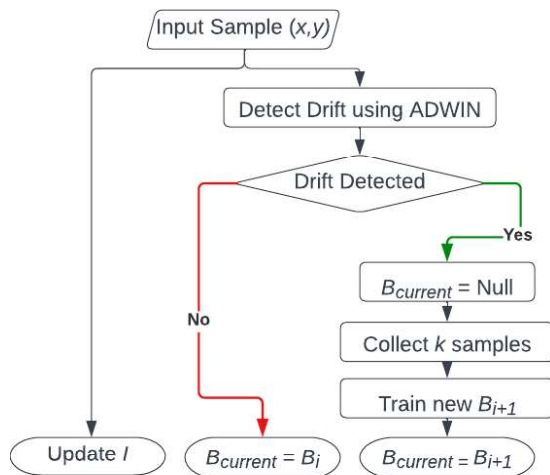 Input Sample (x,y)
Detect Drift using ADWIN
Drift Detected
Yes
B_current = Null
No
Collect k samples
Train new B_i+1
Update I
B_current = B_i
B_current = B_i+1